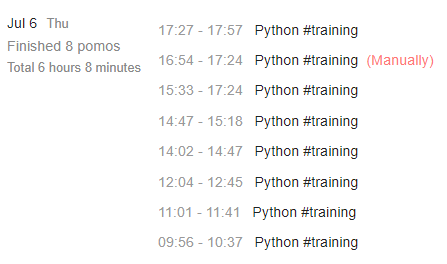 Jul 6 Thu
Finished 8 pomos
Total 6 hours 8 minutes
17:27 - 17:57 Python #training
16:54 - 17:24 Python #training (Manually)
15:33 - 17:24 Python #training
14:47 - 15:18 Python #training
14:02 - 14:47 Python #training
12:04 - 12:45 Python #training
11:01 - 11:41 Python #training
09:56 - 10:37 Python #training